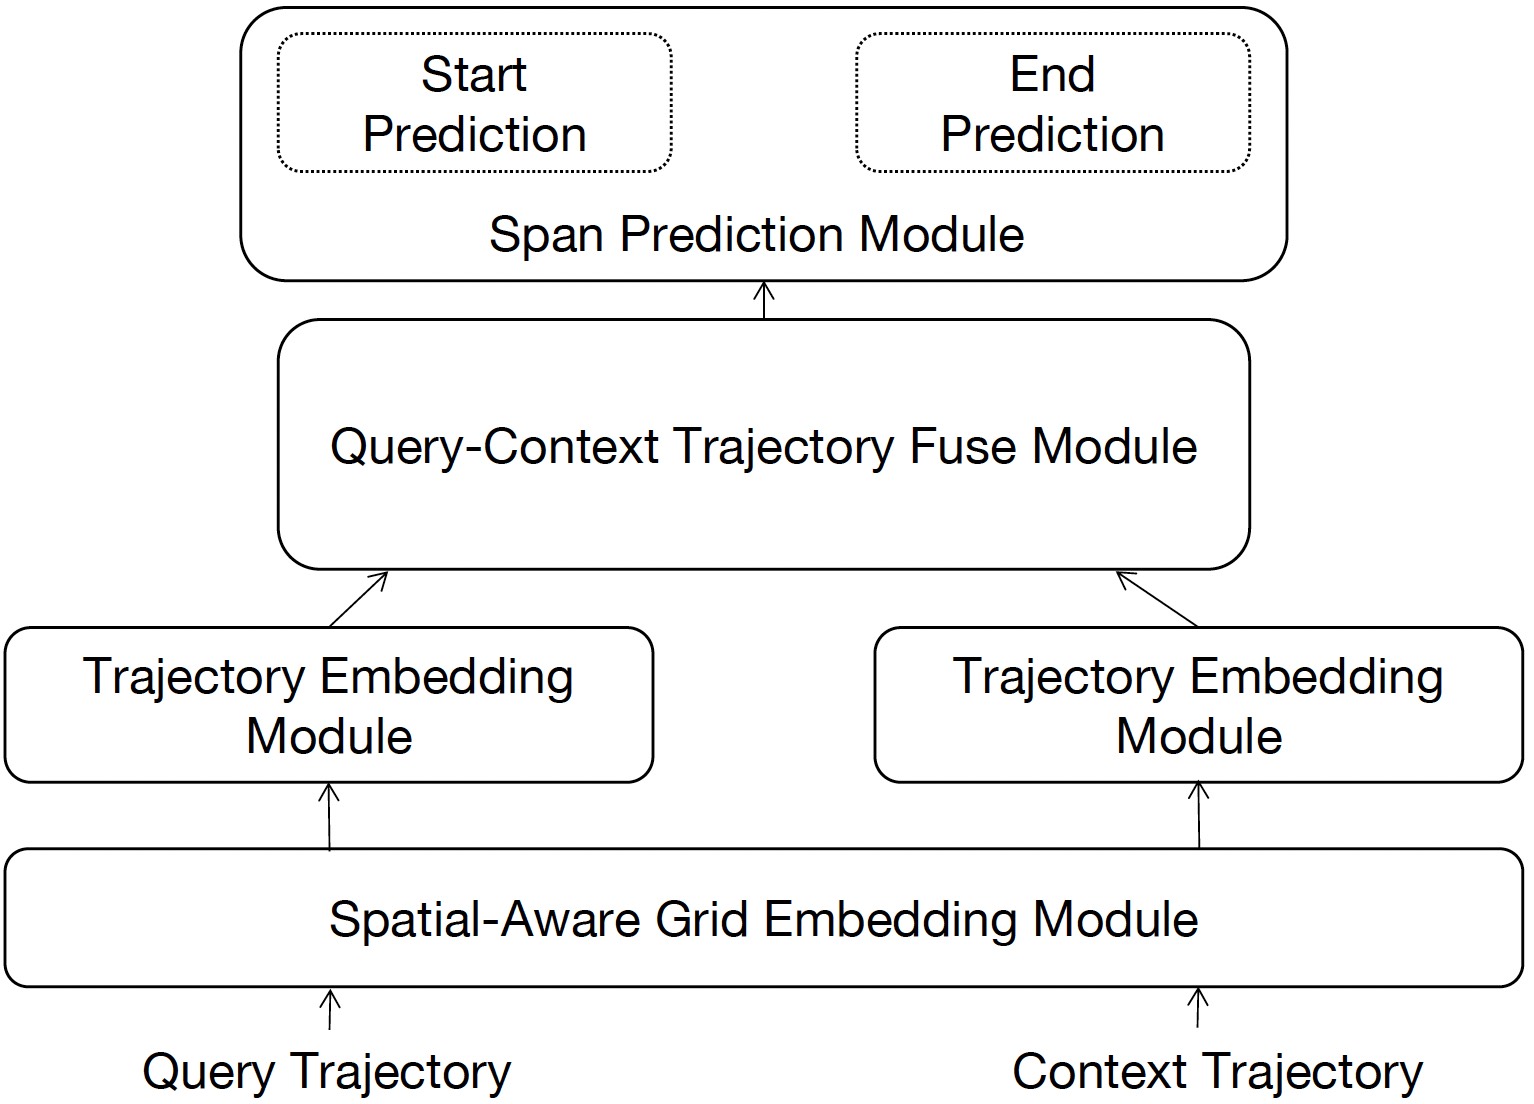 Start
Prediction
End
Prediction
Span Prediction Module
Query-Context Trajectory Fuse Module
Trajectory Embedding
Module
Trajectory Embedding
Module
Spatial-Aware Grid Embedding Module
Query Trajectory
Context Trajectory